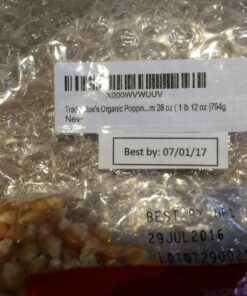 X000WVWUUV
Trader Joe's Organic Poppin...m 28 oz ( 1 lb 12 oz )794g
New
Best by: 07/01/17
BEST BY
29JUL2016